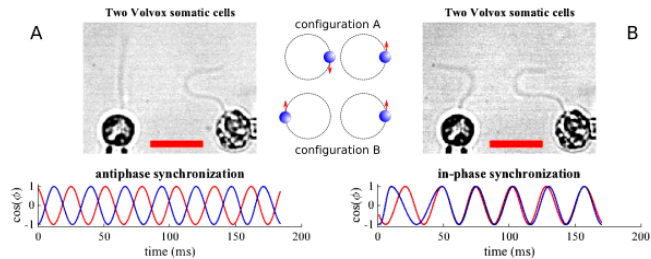 A
Two Volvox somatic cells
configuration A
configuration B
Two Volvox somatic cells
B
antiphase synchronization
cos(ϕ)
1
0
-1
0 50 100 150 200
time (ms)
in-phase synchronization
cos(ϕ)
1
0
-1
0 50 100 150 200
time (ms)